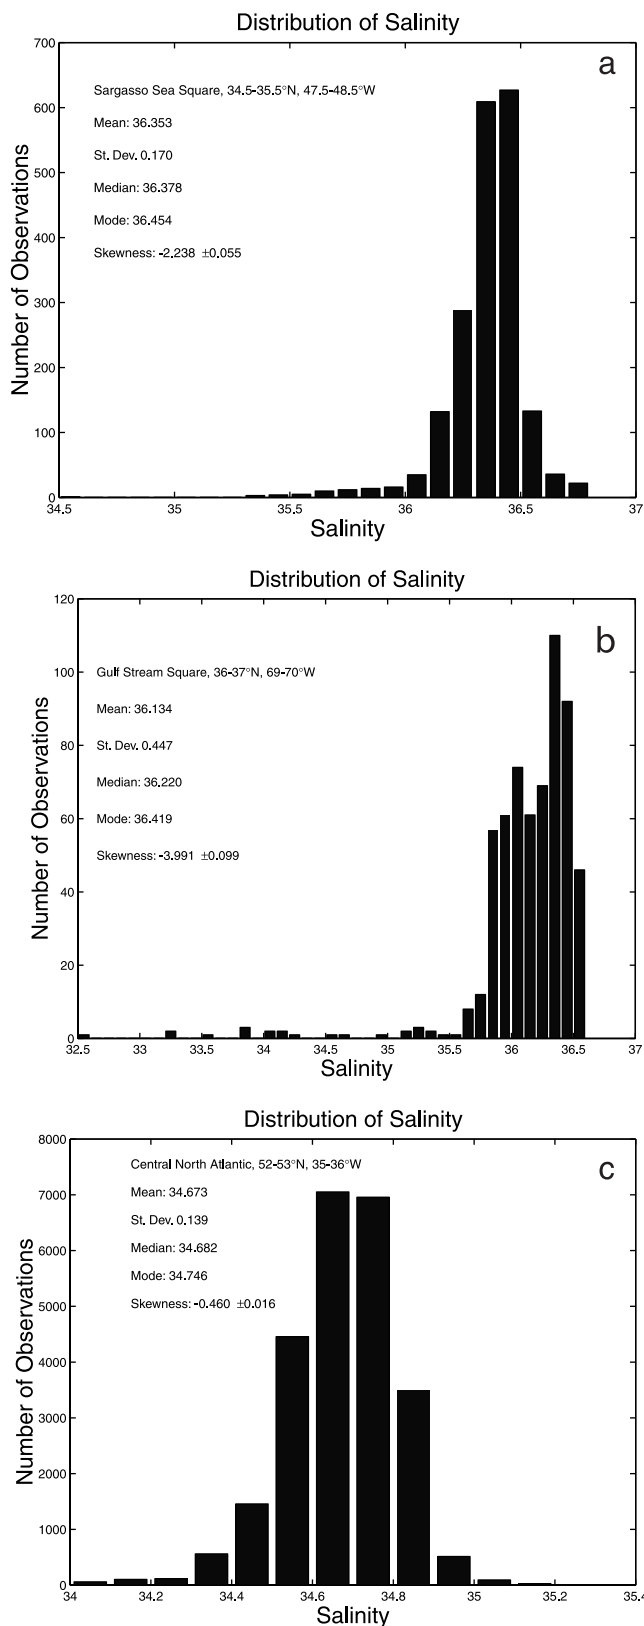 Distribution of Salinity
a
Sargasso Sea Square, 34.5-35.5°N, 47.5-48.5°W
Mean: 36.353
St. Dev. 0.170
Median: 36.378
Mode: 36.454
Skewness: -2.238 ±0.055
Number of Observations
700
600
500
400
300
200
100
0
34.5 35 35.5 36 36.5 37
Salinity
Distribution of Salinity
b
Gulf Stream Square, 36-37°N, 69-70°W
Mean: 36.134
St. Dev. 0.447
Median: 36.220
Mode: 36.419
Skewness: -3.991 ±0.099
Number of Observations
120
100
80
60
40
20
0
32.5 33 33.5 34 34.5 35 35.5 36 36.5 37
Salinity
Distribution of Salinity
c
Central North Atlantic, 52-53°N, 35-36°W
Mean: 34.673
St. Dev. 0.139
Median: 34.682
Mode: 34.746
Skewness: -0.460 ±0.016
Number of Observations
8000
7000
6000
5000
4000
3000
2000
1000
0
34 34.2 34.4 34.6 34.8 35 35.2 35.4
Salinity